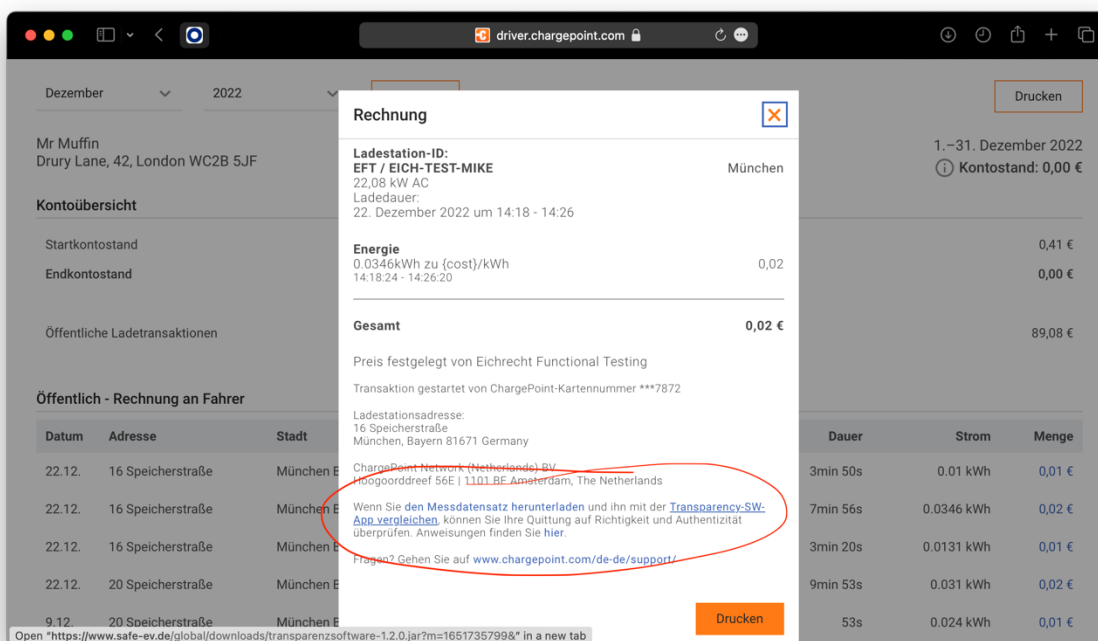 driver.chargepoint.com
Dezember
2022
Drucken
Mr Muffin
Drury Lane, 42, London WC2B 5JF
1.–31. Dezember 2022
Kontostand: 0,00 €
Kontoübersicht
Startkontostand 0,41 €
Endkontostand 0,00 €
Öffentliche Ladetransaktionen 89,08 €
Öffentlich - Rechnung an Fahrer
Datum Adresse Stadt Dauer Strom Menge
22.12. 16 Speicherstraße München 3min 50s 0.01 kWh 0,01 €
22.12. 16 Speicherstraße München 7min 56s 0.0346 kWh 0,02 €
22.12. 16 Speicherstraße München 3min 20s 0.0131 kWh 0,01 €
22.12. 20 Speicherstraße München 9min 53s 0.031 kWh 0,02 €
9.12. 20 Speicherstraße München 53s 0.024 kWh 0,01 €
Rechnung
Ladestation-ID:
EFT / EICH-TEST-MIKE München
22,08 kW AC
Ladedauer:
22. Dezember 2022 um 14:18 - 14:26
Energie
0.0346kWh zu {cost}/kWh 0,02
14:18:24 - 14:26:20
Gesamt 0,02 €
Preis festgelegt von Eichrecht Functional Testing
Transaktion gestartet von ChargePoint-Kartennummer ***7872
Ladestationsadresse:
16 Speicherstraße
München, Bayern 81671 Germany
ChargePoint Network (Netherlands) BV
Hoogoorddreef 56E | 1101 BE Amsterdam, The Netherlands
Wenn Sie den Messdatensatz herunterladen und ihn mit der Transparency-SW-
App vergleichen, können Sie Ihre Quittung auf Richtigkeit und Authentizität
überprüfen. Anweisungen finden Sie hier.
Fragen? Gehen Sie auf www.chargepoint.com/de-de/support/
Drucken
Open "https://www.safe-ev.de/global/downloads/transparenzsoftware-1.2.0.jar?m=1651735799&" in a new tab